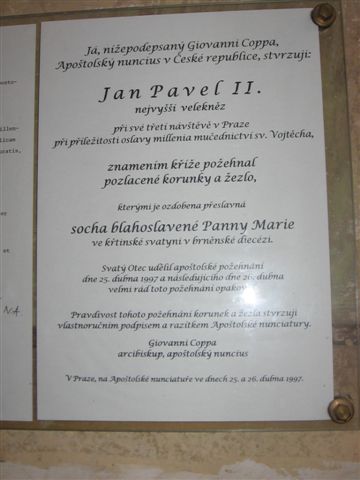 Já, nížepodepsaný Giovanni Coppa,
Apoštolský nuncius v České republice, stvrzuji:
Jan Pavel II.
nejvyšší velekněz
při své třetí návštěvě v Praze
při příležitosti oslavy millenia mučednictví sv. Vojtěcha,
znamením kříže požehnal
pozlacené korunky a žezlo,
kterými je ozdobena přeslavná
socha blahoslavené Panny Marie
ve křtinské svatyni v brněnské diecézi.
Svatý Otec udělil apoštolské požehnání
dne 25. dubna 1997 a následujícího dne 26. dubna
velmi rád toto požehnání opakov
Pravdivost tohoto požehnání korunek a žezla stvrzuji
vlastnoručním podpisem a razítkem Apoštolské nunciatury.
Giovanni Coppa
arcibiskup, apoštolský nuncius
V Praze, na Apoštolské nunciatuře ve dnech 25. a 26. dubna 1997.